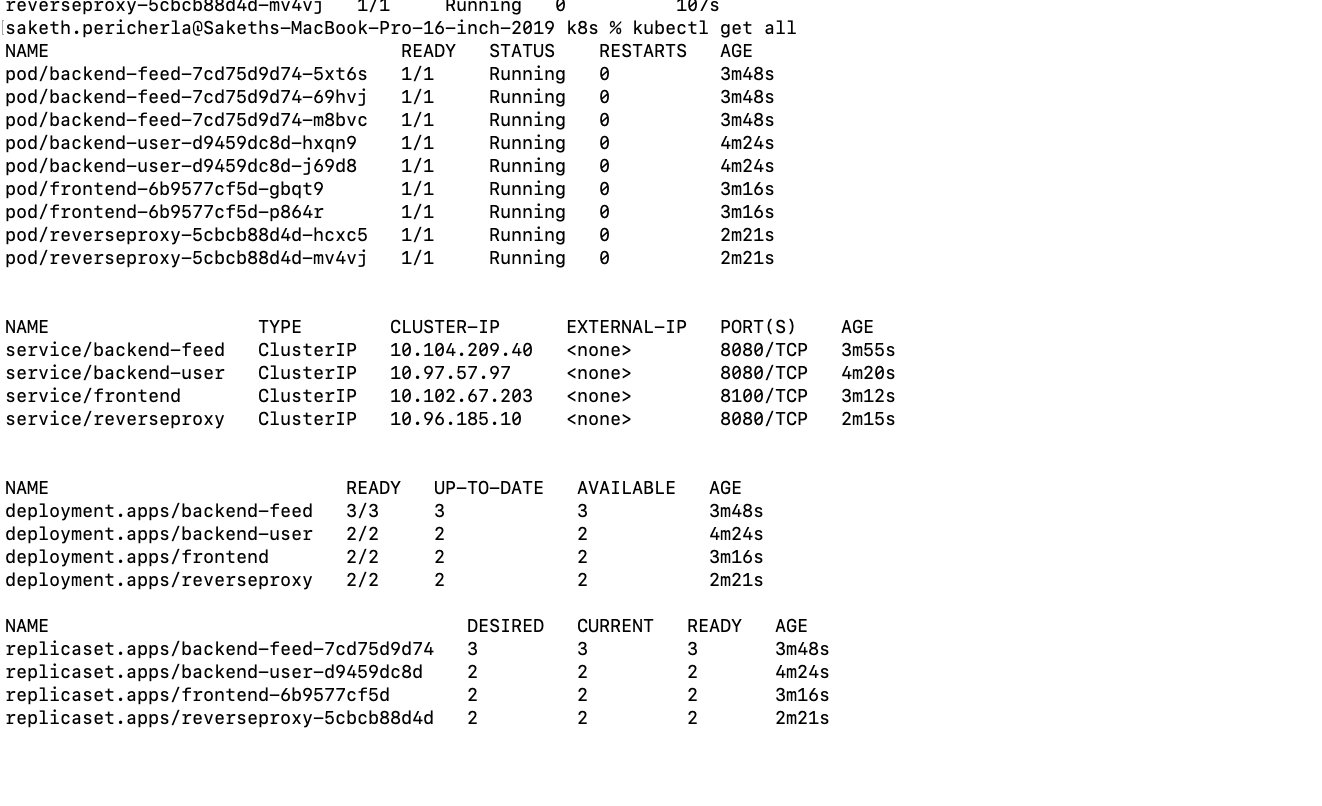 reverseproxy-5cbcb88d4d-mv4vj   1/1     Running   0          107s
saketh.pericherla@Sakeths-MacBook-Pro-16-inch-2019 k8s % kubectl get all
NAME                                READY   STATUS    RESTARTS   AGE
pod/backend-feed-7cd75d9d74-5xt6s   1/1     Running   0          3m48s
pod/backend-feed-7cd75d9d74-69hvj   1/1     Running   0          3m48s
pod/backend-feed-7cd75d9d74-m8bvc   1/1     Running   0          3m48s
pod/backend-user-d9459dc8d-hxqn9    1/1     Running   0          4m24s
pod/backend-user-d9459dc8d-j69d8    1/1     Running   0          4m24s
pod/frontend-6b9577cf5d-gbqt9       1/1     Running   0          3m16s
pod/frontend-6b9577cf5d-p864r       1/1     Running   0          3m16s
pod/reverseproxy-5cbcb88d4d-hcxc5   1/1     Running   0          2m21s
pod/reverseproxy-5cbcb88d4d-mv4vj   1/1     Running   0          2m21s
NAME                   TYPE        CLUSTER-IP      EXTERNAL-IP   PORT(S)    AGE
service/backend-feed   ClusterIP   10.104.209.40   <none>        8080/TCP   3m55s
service/backend-user   ClusterIP   10.97.57.97     <none>        8080/TCP   4m20s
service/frontend       ClusterIP   10.102.67.203   <none>        8100/TCP   3m12s
service/reverseproxy   ClusterIP   10.96.185.10    <none>        8080/TCP   2m15s
NAME                           READY   UP-TO-DATE   AVAILABLE   AGE
deployment.apps/backend-feed   3/3     3            3           3m48s
deployment.apps/backend-user   2/2     2            2           4m24s
deployment.apps/frontend       2/2     2            2           3m16s
deployment.apps/reverseproxy   2/2     2            2           2m21s
NAME                                      DESIRED   CURRENT   READY   AGE
replicaset.apps/backend-feed-7cd75d9d74   3         3         3       3m48s
replicaset.apps/backend-user-d9459dc8d    2         2         2       4m24s
replicaset.apps/frontend-6b9577cf5d       2         2         2       3m16s
replicaset.apps/reverseproxy-5cbcb88d4d   2         2         2       2m21s